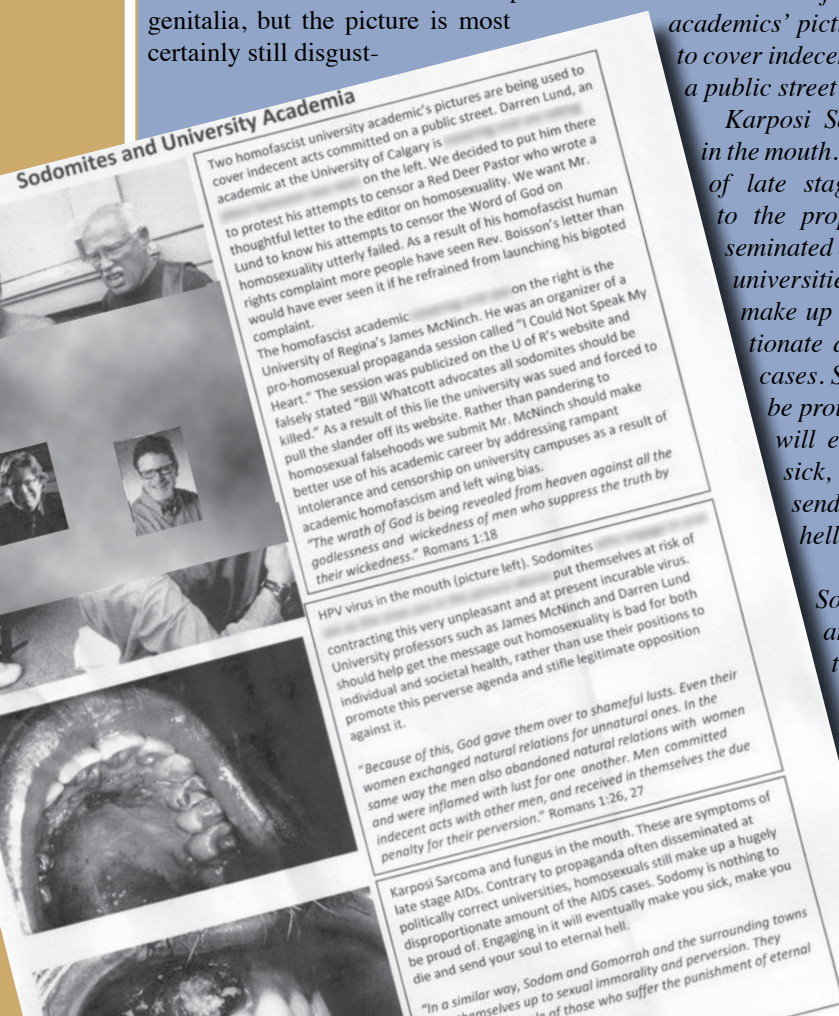 genitalia, but the picture is most
certainly still disgust-
academics’ pictu
to cover indecen
a public street
Karposi Sa
in the mouth.
of late stag
to the prop
seminated
universitie
make up
tionate a
cases. S
be prou
will e
sick,
send
hell
So
Sodomites and University Academia
Two homofascist university academic's pictures are being used to
cover indecent acts committed on a public street. Darren Lund, an
academic at the University of Calgary is
on the left. We decided to put him there
to protest his attempts to censor a Red Deer Pastor who wrote a
thoughtful letter to the editor on homosexuality. We want Mr.
Lund to know his attempts to censor the Word of God on
homosexuality utterly failed. As a result of his homofascist human
rights complaint more people have seen Rev. Boisson's letter than
would have ever seen it if he refrained from launching his bigoted
complaint.
The homofascist academic on the right is the
University of Regina's James McNinch. He was an organizer of a
pro-homosexual propaganda session called "I Could Not Speak My
Heart." The session was publicized on the U of R's website and
falsely stated "Bill Whatcott advocates all sodomites should be
killed." As a result of this lie the university was sued and forced to
pull the slander off its website. Rather than pandering to
homosexual falsehoods we submit Mr. McNinch should make
better use of his academic career by addressing rampant
intolerance and censorship on university campuses as a result of
academic homofascism and left wing bias.
"The wrath of God is being revealed from heaven against all the
godlessness and wickedness of men who suppress the truth by
their wickedness." Romans 1:18
HPV virus in the mouth (picture left). Sodomites
put themselves at risk of
contracting this very unpleasant and at present incurable virus.
University professors such as James McNinch and Darren Lund
should help get the message out homosexuality is bad for both
individual and societal health, rather than use their positions to
promote this perverse agenda and stifle legitimate opposition
against it.
"Because of this, God gave them over to shameful lusts. Even their
women exchanged natural relations for unnatural ones. In the
same way the men also abandoned natural relations with women
and were inflamed with lust for one another. Men committed
indecent acts with other men, and received in themselves the due
penalty for their perversion." Romans 1:26, 27
Karposi Sarcoma and fungus in the mouth. These are symptoms of
late stage AIDs. Contrary to propaganda often disseminated at
politically correct universities, homosexuals still make up a hugely
disproportionate amount of the AIDS cases. Sodomy is nothing to
be proud of. Engaging in it will eventually make you sick, make you
die and send your soul to eternal hell.
"In a similar way, Sodom and Gomorrah and the surrounding towns
themselves up to sexual immorality and perversion. They
of those who suffer the punishment of eternal